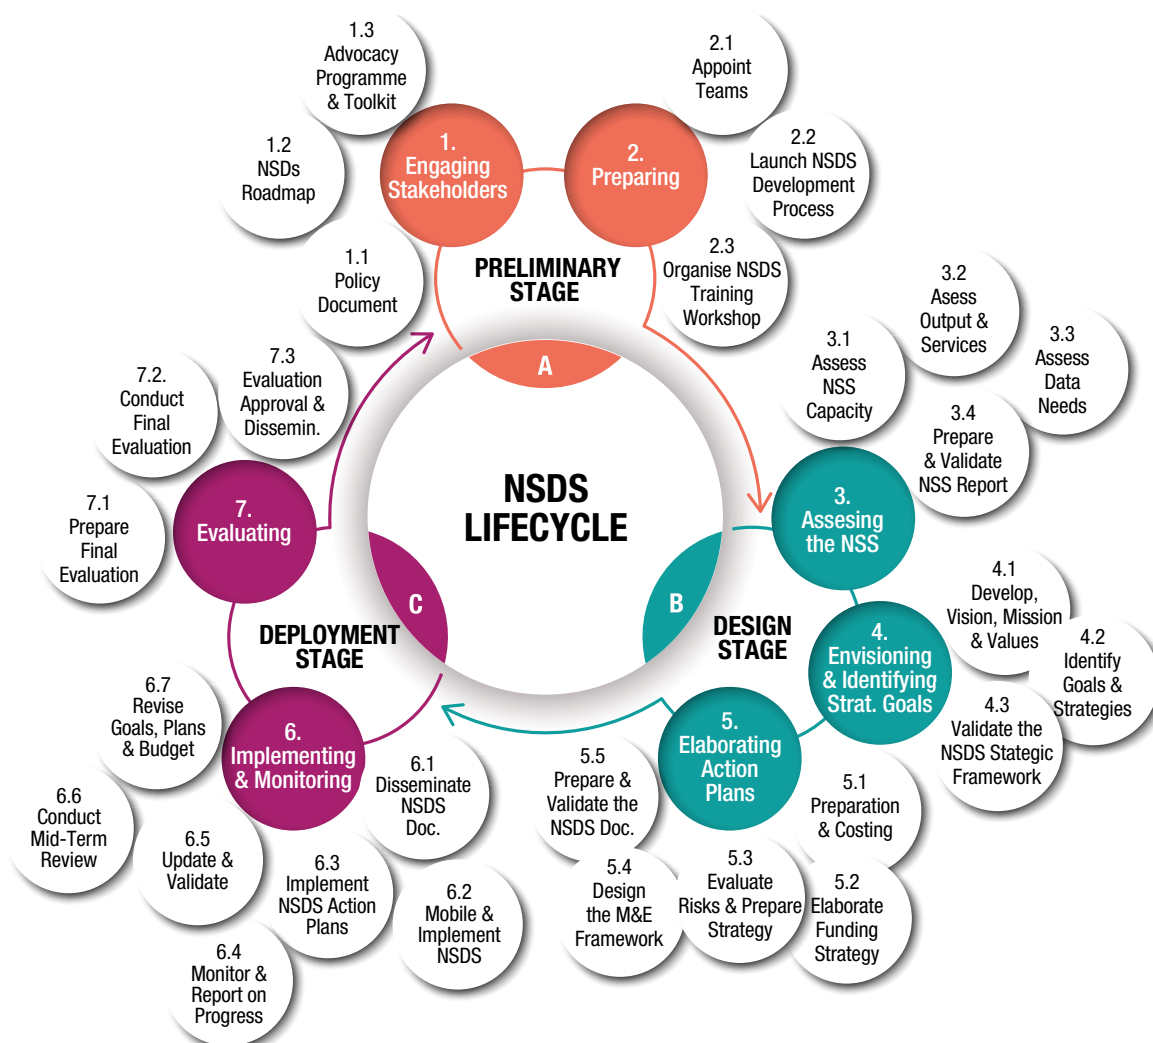 1.3
Advocacy
Programme
& Toolkit
1.2
NSDs
Roadmap
1.1
Policy
Document
1.
Engaging
Stakeholders
2.
Preparing
2.1
Appoint
Teams
2.2
Launch NSDS
Development
Process
2.3
Organise NSDS
Training
Workshop
PRELIMINARY
STAGE
A
NSDS
LIFECYCLE
3.1
Assess
NSS
Capacity
3.2
Asess
Output &
Services
3.3
Assess
Data
Needs
3.4
Prepare
& Validate
NSS Report
3.
Assesing
the NSS
B
DESIGN
STAGE
4.
Envisioning
& Identifying
Strat. Goals
4.1
Develop,
Vision, Mission
& Values
4.2
Identify
Goals &
Strategies
4.3
Validate the
NSDS Stategic
Framework
5.
Elaborating
Action
Plans
5.1
Preparation
& Costing
5.2
Elaborate
Funding
Strategy
5.3
Evaluate
Risks & Prepare
Strategy
5.4
Design
the M&E
Framework
5.5
Prepare &
Validate the
NSDS Doc.
C
DEPLOYMENT
STAGE
6.
Implementing
& Monitoring
6.1
Disseminate
NSDS
Doc.
6.2
Mobile &
Implement
NSDS
6.3
Implement
NSDS Action
Plans
6.4
Monitor &
Report on
Progress
6.5
Update &
Validate
6.6
Conduct
Mid-Term
Review
6.7
Revise
Goals, Plans
& Budget
7.
Evaluating
7.1
Prepare
Final
Evaluation
7.2.
Conduct
Final
Evaluation
7.3
Evaluation
Approval &
Dissemin.